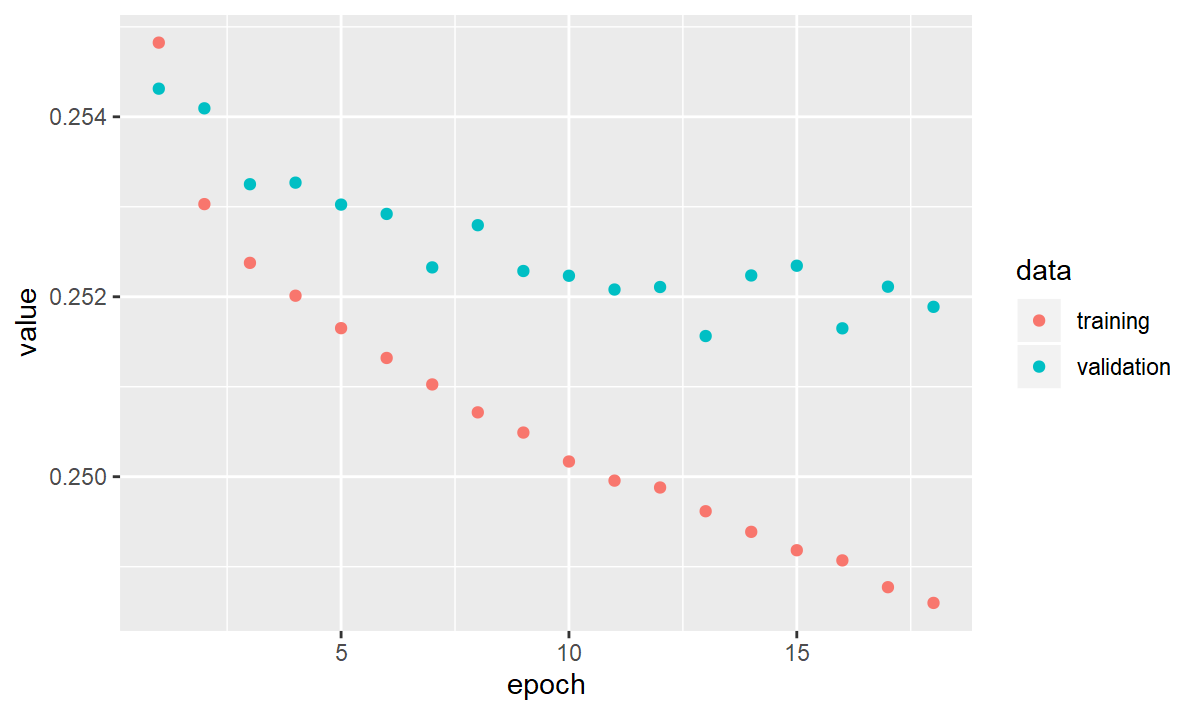 0.254
0.252
0.250
value
5
10
15
epoch
data
training
validation